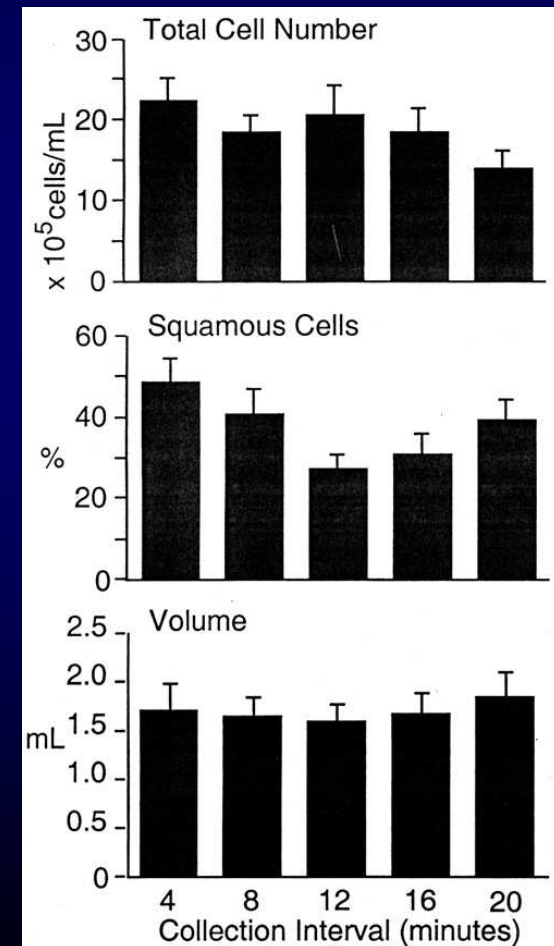 Total Cell Number
30
20
10
0
x 10⁵cells/mL
Squamous Cells
60
40
20
0
%
Volume
2.5
2.0
1.5
1.0
0.5
0
mL
4 8 12 16 20
Collection Interval (minutes)